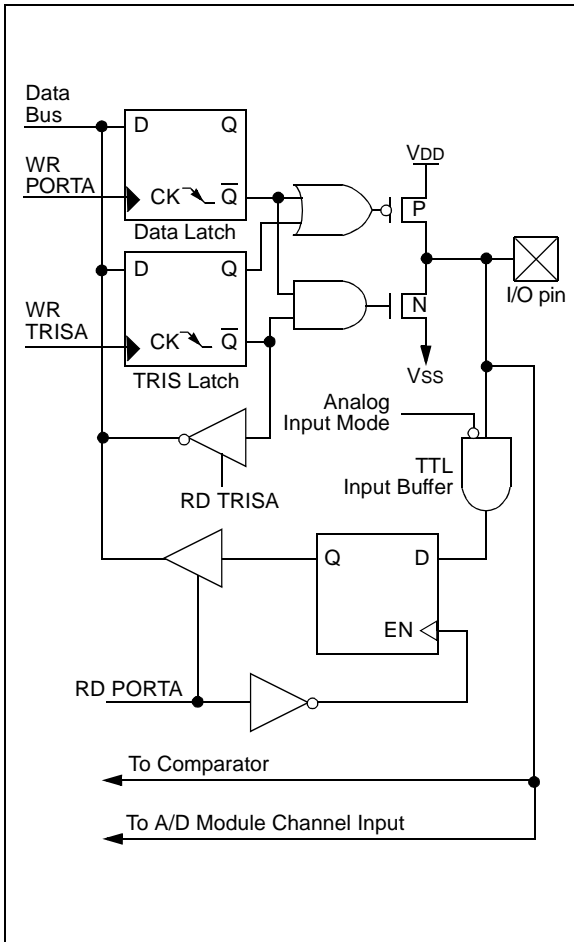 Data
Bus
D Q
WR
PORTA
CK Q
VDD
P
Data Latch
D Q
I/O pin
WR
TRISA
N
CK Q
VSS
TRIS Latch
Analog
Input Mode
TTL
Input Buffer
RD TRISA
Q D
EN
RD PORTA
To Comparator
To A/D Module Channel Input